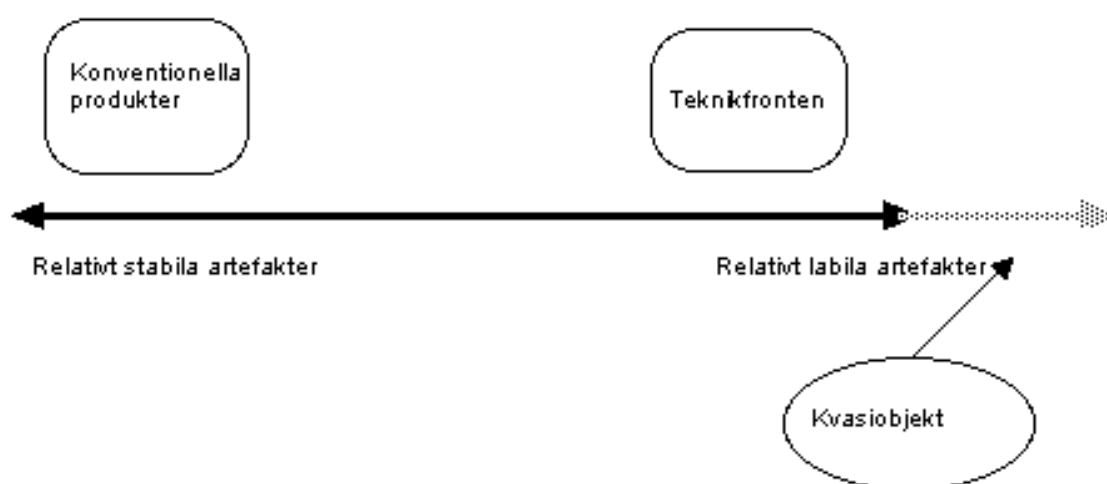 Konventionella
produkter
Teknikfronten
Relativt stabila artefakter
Relativt labila artefakter
Kvasiobjekt